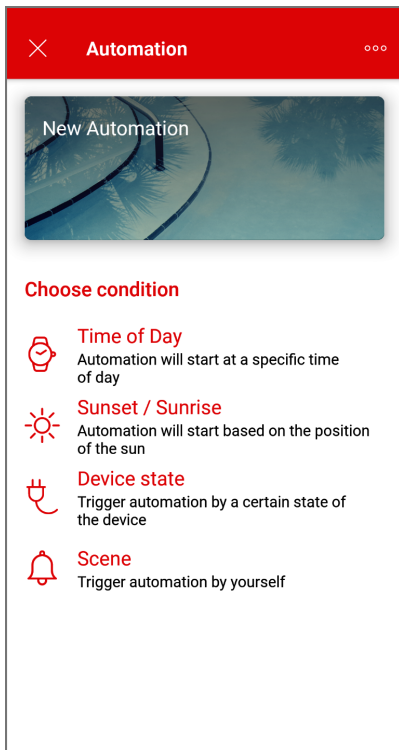 Automation
New Automation
Choose condition
Time of Day
Automation will start at a specific time
of day
Sunset / Sunrise
Automation will start based on the position
of the sun
Device state
Trigger automation by a certain state of
the device
Scene
Trigger automation by yourself